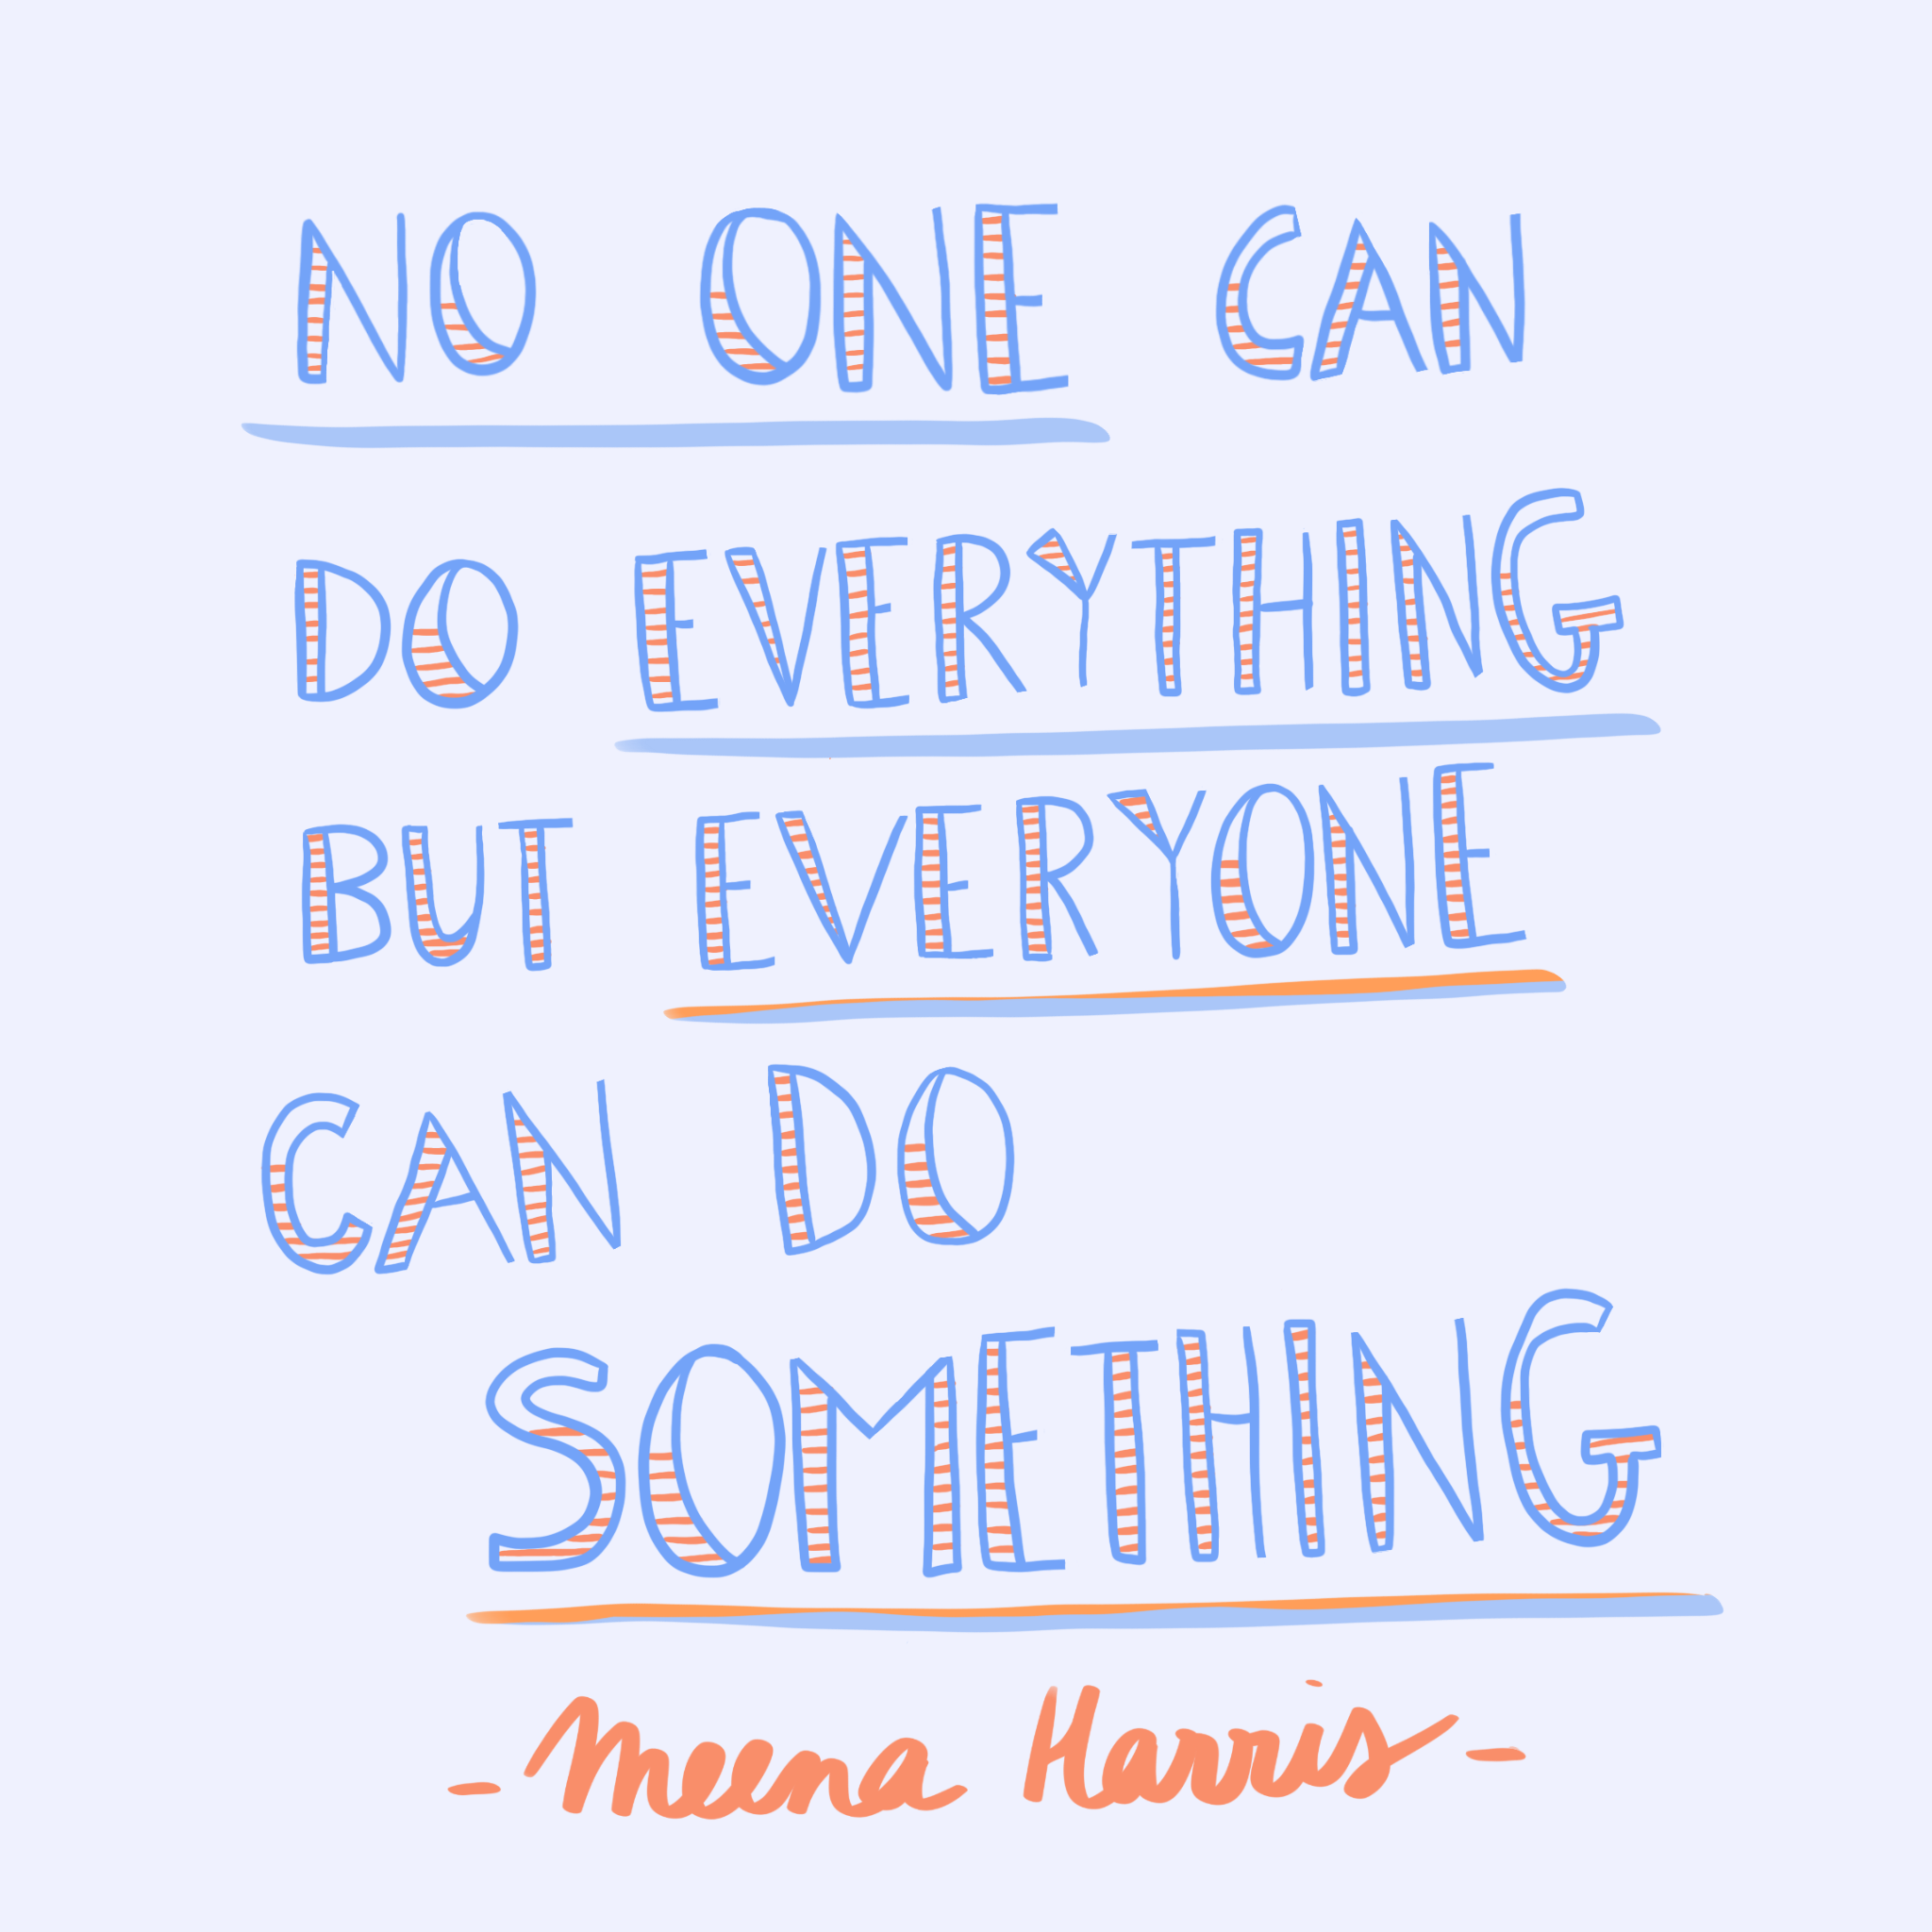 NO ONE CAN
DO EVERYTHING
BUT EVERYONE
CAN DO
SOMETHING
- Meena Harris -